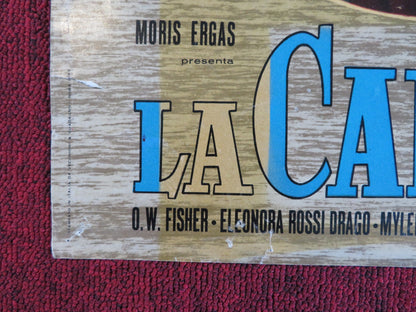 MORIS ERGAS
presenta
LA CA
O. W. FISHER • ELEONORA ROSSI DRAGO • MYLE